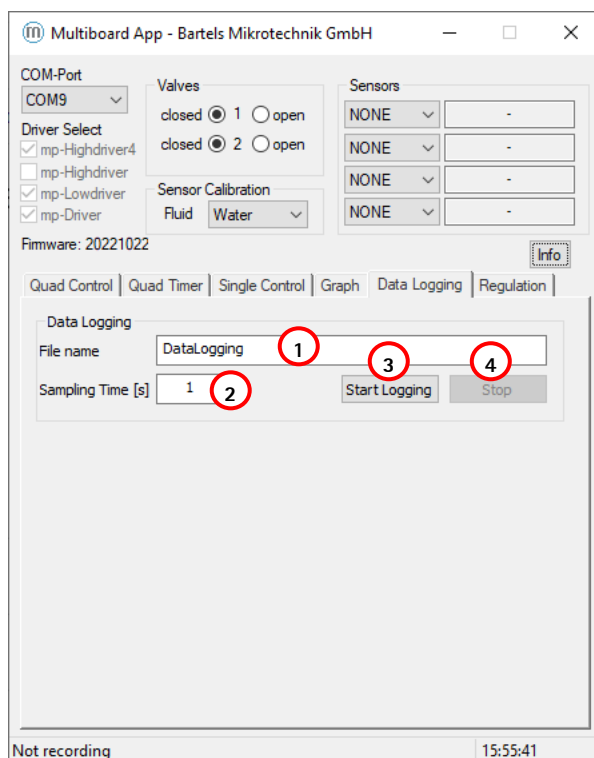 Multiboard App - Bartels Mikrotechnik GmbH
COM-Port
COM9
Driver Select
mp-Highdriver4
mp-Highdriver
mp-Lowdriver
mp-Driver
Firmware: 20221022
Valves
closed 1 open
closed 2 open
Sensor Calibration
Fluid Water
Sensors
NONE -
NONE -
NONE -
NONE -
Info
Quad Control Quad Timer Single Control Graph Data Logging Regulation
Data Logging
File name DataLogging 1
Sampling Time [s] 1 2
3 4
Start Logging Stop
Not recording 15:55:41